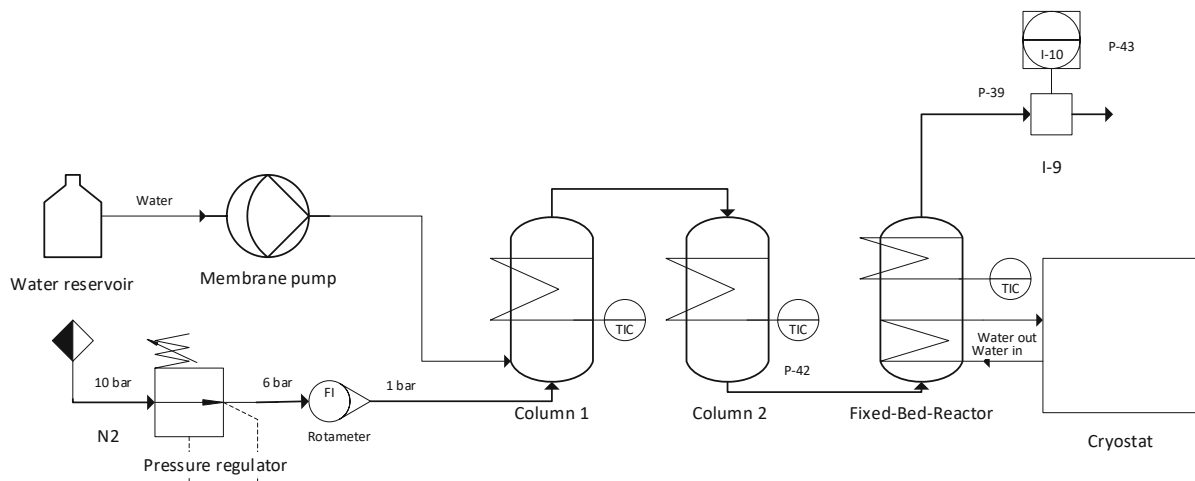 I-10
P-43
P-39
I-9
Water
Water reservoir
Membrane pump
TIC
TIC
TIC
Water out
Water in
10 bar
6 bar
FI
1 bar
P-42
N2
Rotameter
Column 1
Column 2
Fixed-Bed-Reactor
Cryostat
Pressure regulator